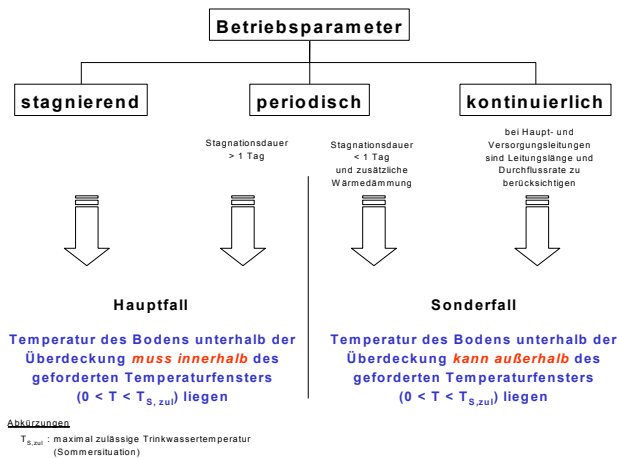 Betriebsparameter
stagnierend
periodisch
kontinuierlich
Stagnationsdauer
> 1 Tag
Stagnationsdauer
< 1 Tag
und zusätzliche
Wärmedämmung
bei Haupt- und
Versorgungsleitungen
sind Leitungslänge und
Durchflussrate zu
berücksichtigen
Hauptfall
Temperatur des Bodens unterhalb der
Überdeckung muss innerhalb des
geforderten Temperaturfensters
(0 < T < T_S, zul) liegen
Sonderfall
Temperatur des Bodens unterhalb der
Überdeckung kann außerhalb des
geforderten Temperaturfensters
(0 < T < T_S,zul) liegen
Abkürzungen
T_S,zul : maximal zulässige Trinkwassertemperatur
(Sommersituation)